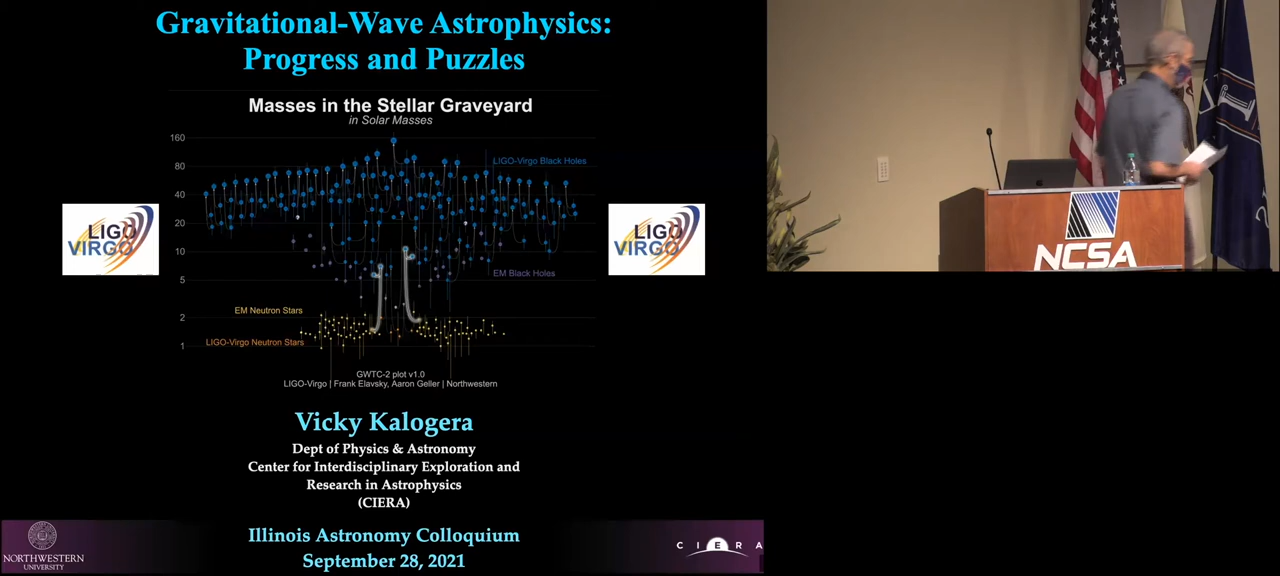 Gravitational-Wave Astrophysics:
Progress and Puzzles
Masses in the Stellar Graveyard
in Solar Masses
160
80
40
20
10
5
2
1
LIGO-Virgo Black Holes
EM Black Holes
EM Neutron Stars
LIGO-Virgo Neutron Stars
LIGO
VIRGO
LIGO
VIRGO
GWTC-2 plot v1.0
LIGO-Virgo | Frank Elavsky, Aaron Geller | Northwestern
Vicky Kalogera
Dept of Physics & Astronomy
Center for Interdisciplinary Exploration and
Research in Astrophysics
(CIERA)
Illinois Astronomy Colloquium
September 28, 2021
NORTHWESTERN
UNIVERSITY
CIERA
NCSA